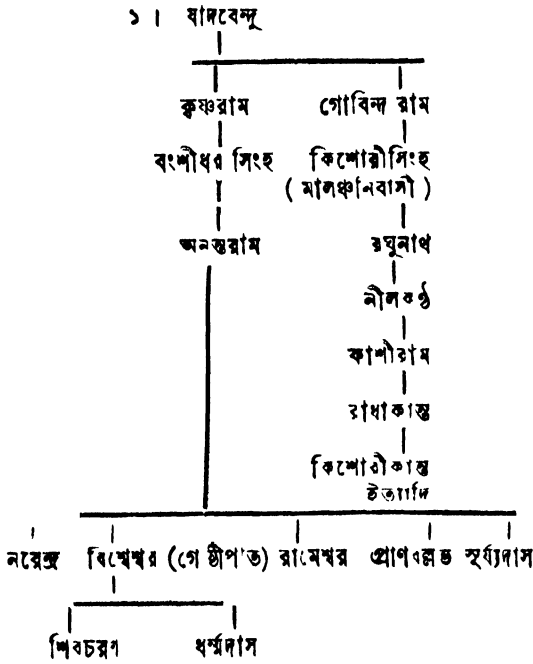 ১। যাদবেন্দু
কৃষ্ণরাম গোবিন্দ রাম
বংশীধর সিংহ কিশোরীসিংহ
(মালঞ্চনিবাসী)
অনন্তরাম রঘুনাথ
নীলকণ্ঠ
কাশীরাম
রাধাকান্ত
কিশোরীকান্ত
ইত্যাদি
নরেন্দ্র বিশ্বেশ্বর (গোষ্ঠীপতি) রামেশ্বর প্রাণবল্লভ সূর্য্যদাস
শিবচরণ ধর্ম্মদাস